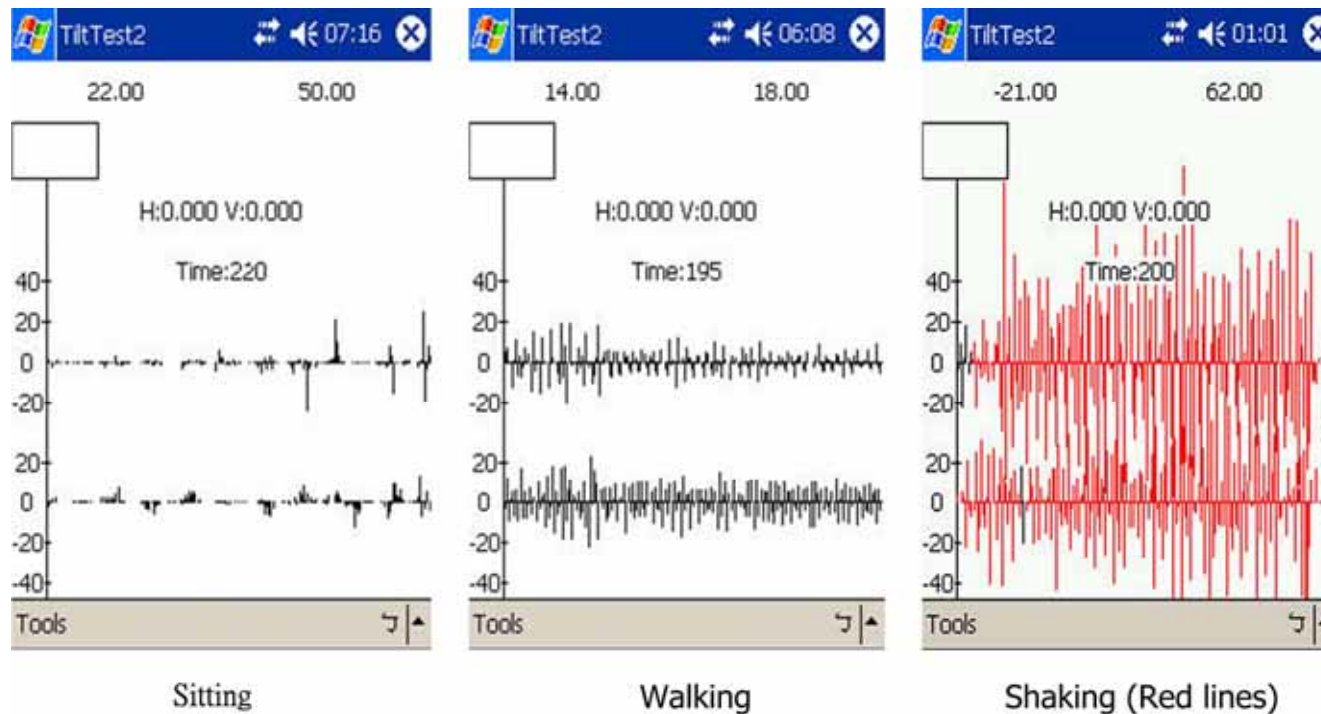 TiltTest2 07:16
22.00 50.00
H:0.000 V:0.000
Time:220
40
20
0
-20
20
0
-20
-40
Tools
Sitting
TiltTest2 06:08
14.00 18.00
H:0.000 V:0.000
Time:195
40
20
0
-20
20
0
-20
-40
Tools
Walking
TiltTest2 01:01
-21.00 62.00
H:0.000 V:0.000
Time:200
40
20
0
-20
20
0
-20
-40
Tools
Shaking (Red lines)